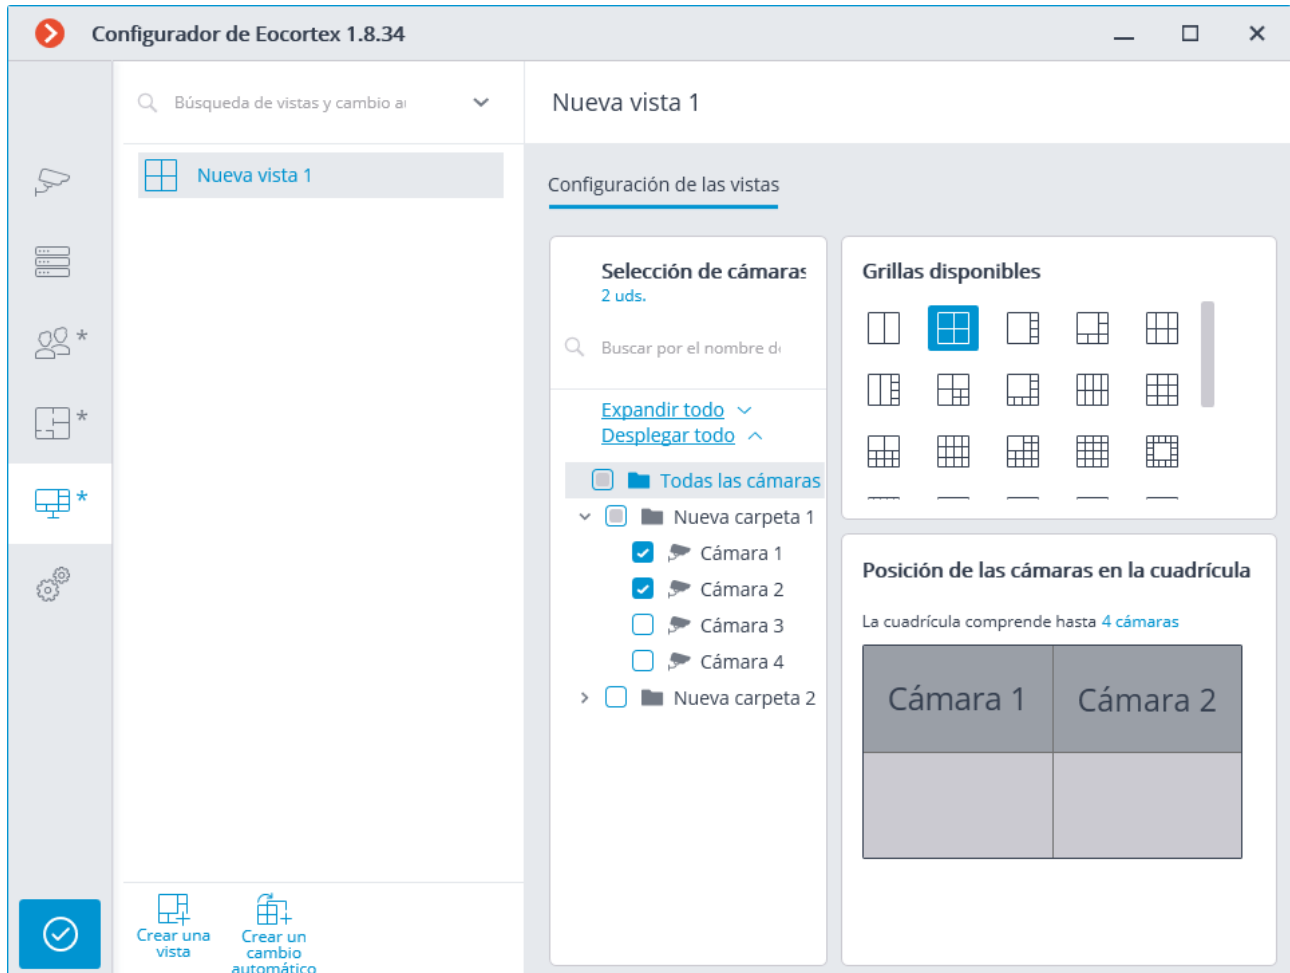 Configurador de Eocortex 1.8.34
Búsqueda de vistas y cambio
Nueva vista 1
*
*
*
Crear una
vista
Crear un
cambio
automático
Nueva vista 1
Configuración de las vistas
Selección de cámaras
2 uds.
Buscar por el nombre
Expandir todo
Desplegar todo
Todas las cámaras
Nueva carpeta 1
Cámara 1
Cámara 2
Cámara 3
Cámara 4
Nueva carpeta 2
Grillas disponibles
Posición de las cámaras en la cuadrícula
La cuadrícula comprende hasta 4 cámaras
Cámara 1 Cámara 2